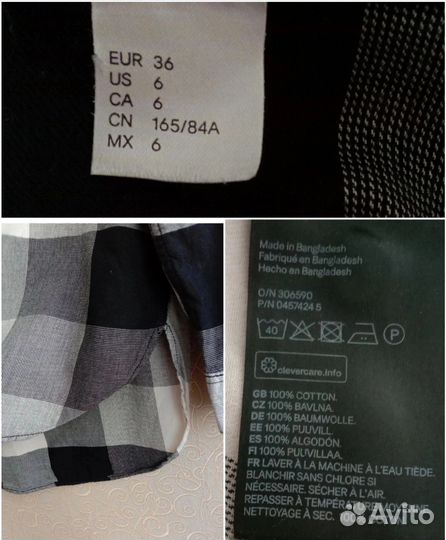 EUR 36
US 6
CA 6
CN 165/84A
MX 6
Made in Bangladesh
Fabriqué en Bangladesh
Hecho en Bangladesh
O/N 306590
P/N 0457424 5
40 P
clevercare.info
GB 100% COTTON.
CZ 100% BAVLNA.
DE 100% BAUMWOLLE.
EE 100% PUUVILL.
ES 100% ALGODÓN.
FI 100% PUUVILLAA.
FR LAVER À LA MACHINE À L'EAU TIÈDE.
BLANCHIR SANS CHLORE SI
NÉCESSAIRE. SÉCHER À L'AIR.
REPASSER À TEMPÉRATURE MOYENNE
NETTOYAGE À SEC.
Avito